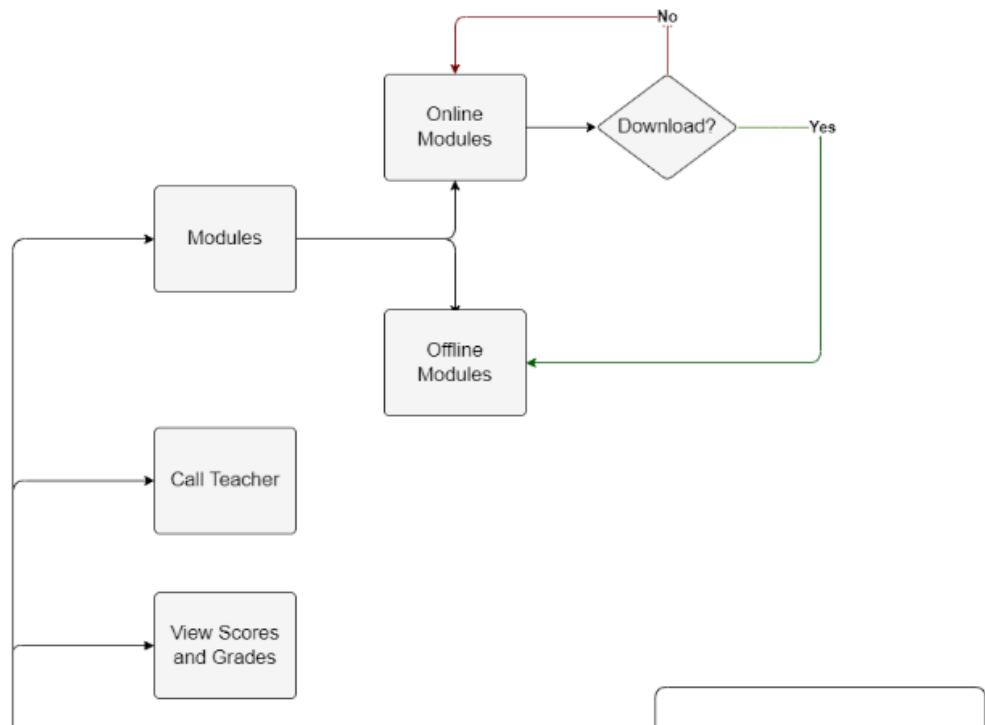 No
Online
Modules
Download?
Yes
Modules
Offline
Modules
Call Teacher
View Scores
and Grades